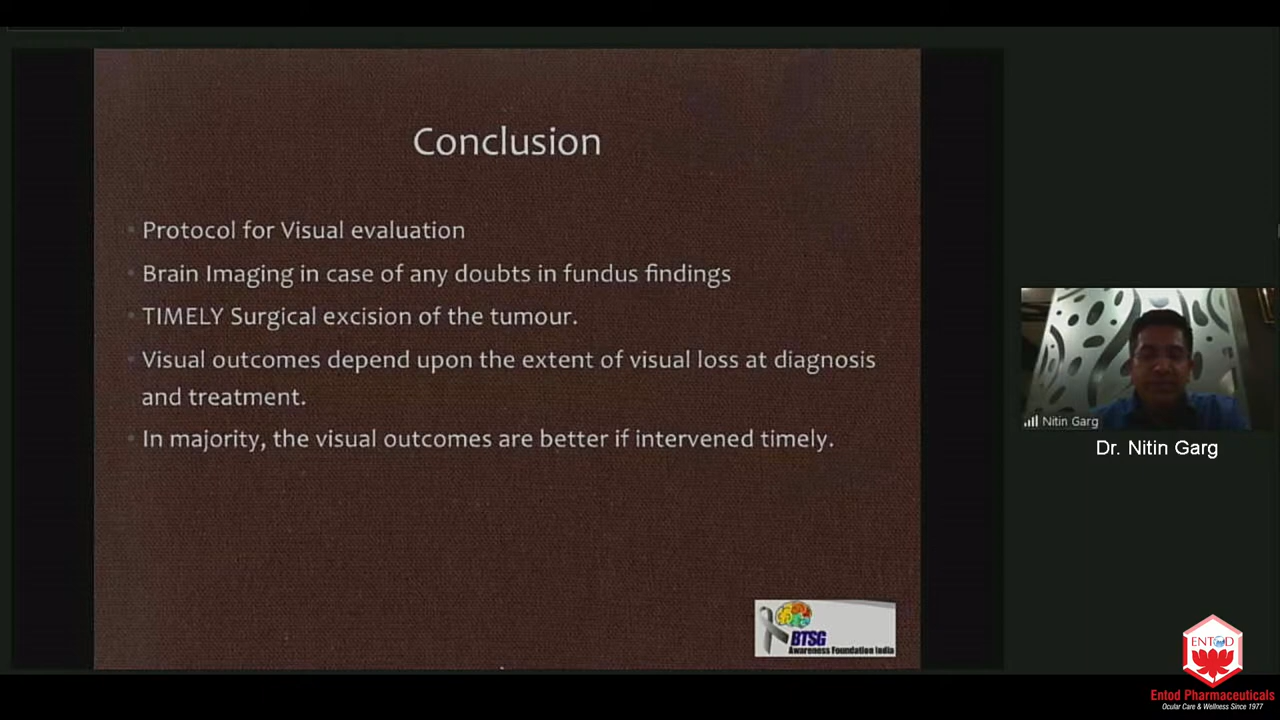 Conclusion
Protocol for Visual evaluation
Brain Imaging in case of any doubts in fundus findings
TIMELY Surgical excision of the tumour.
Visual outcomes depend upon the extent of visual loss at diagnosis
and treatment.
In majority, the visual outcomes are better if intervened timely.
BTSG
Awareness Foundation India
Nitin Garg
Dr. Nitin Garg
ENTOD
Entod Pharmaceuticals
Ocular Care & Wellness Since 1977